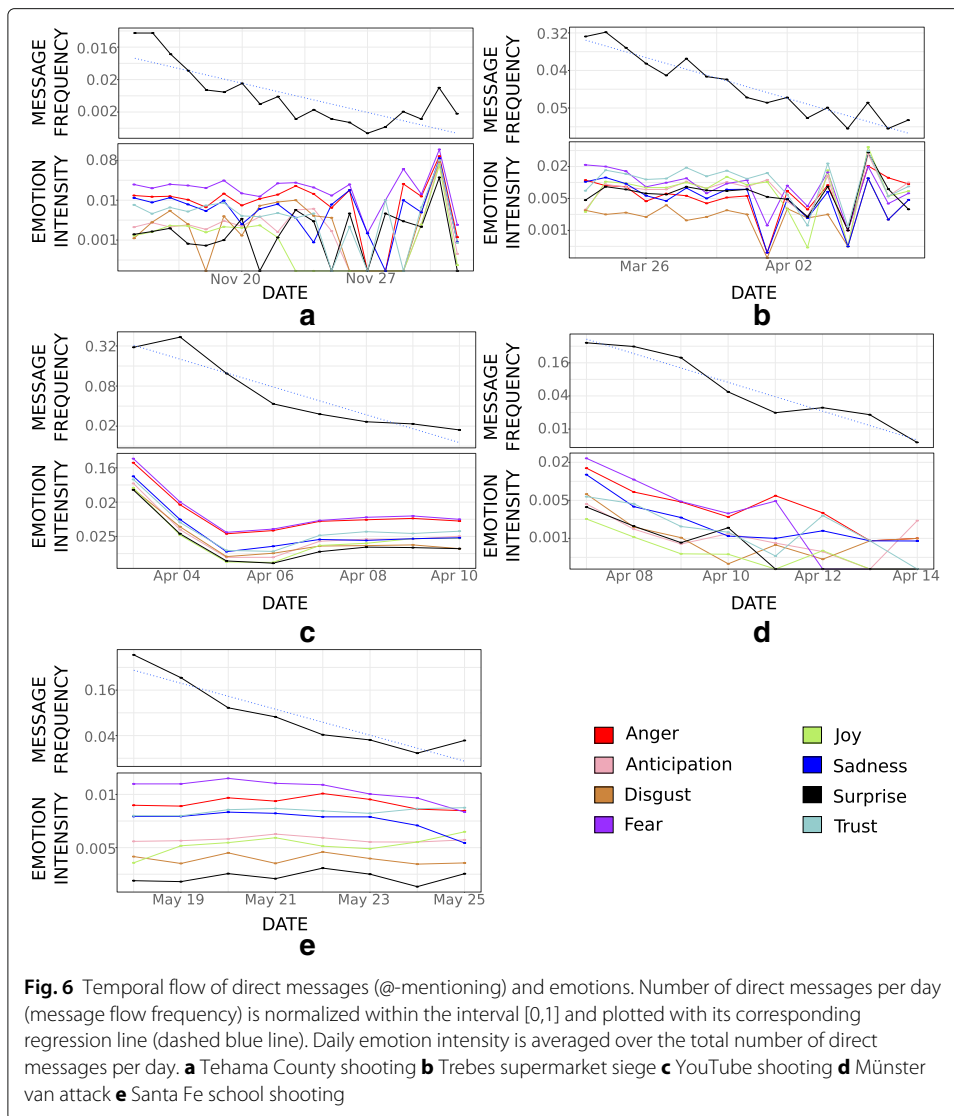 MESSAGE
FREQUENCY
0.016
0.02
0.002
EMOTION
INTENSITY
0.08
0.01
0.001
Nov 20
Nov 27
DATE
a
MESSAGE
FREQUENCY
0.32
0.04
0.05
EMOTION
INTENSITY
0.02
0.005
0.001
Mar 26
Apr 02
DATE
b
MESSAGE
FREQUENCY
0.32
0.08
0.02
EMOTION
INTENSITY
0.16
0.02
0.025
Apr 04
Apr 06
Apr 08
Apr 10
DATE
c
MESSAGE
FREQUENCY
0.16
0.04
0.01
EMOTION
INTENSITY
0.02
0.005
0.001
Apr 08
Apr 10
Apr 12
Apr 14
DATE
d
MESSAGE
FREQUENCY
0.16
0.04
EMOTION
INTENSITY
0.01
0.005
May 19
May 21
May 23
May 25
DATE
e
Anger
Anticipation
Disgust
Fear
Joy
Sadness
Surprise
Trust
Fig. 6 Temporal flow of direct messages (@-mentioning) and emotions. Number of direct messages per day
(message flow frequency) is normalized within the interval [0,1] and plotted with its corresponding
regression line (dashed blue line). Daily emotion intensity is averaged over the total number of direct
messages per day. a Tehama County shooting b Trebes supermarket siege c YouTube shooting d Münster
van attack e Santa Fe school shooting